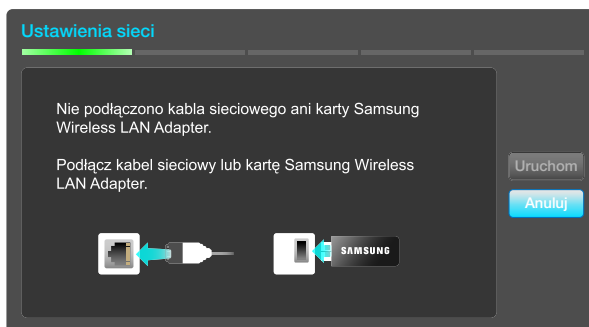 Ustawienia sieci
Nie podłączono kabla sieciowego ani karty Samsung
Wireless LAN Adapter.
Podłącz kabel sieciowy lub kartę Samsung Wireless
LAN Adapter.
Uruchom
Anuluj
SAMSUNG